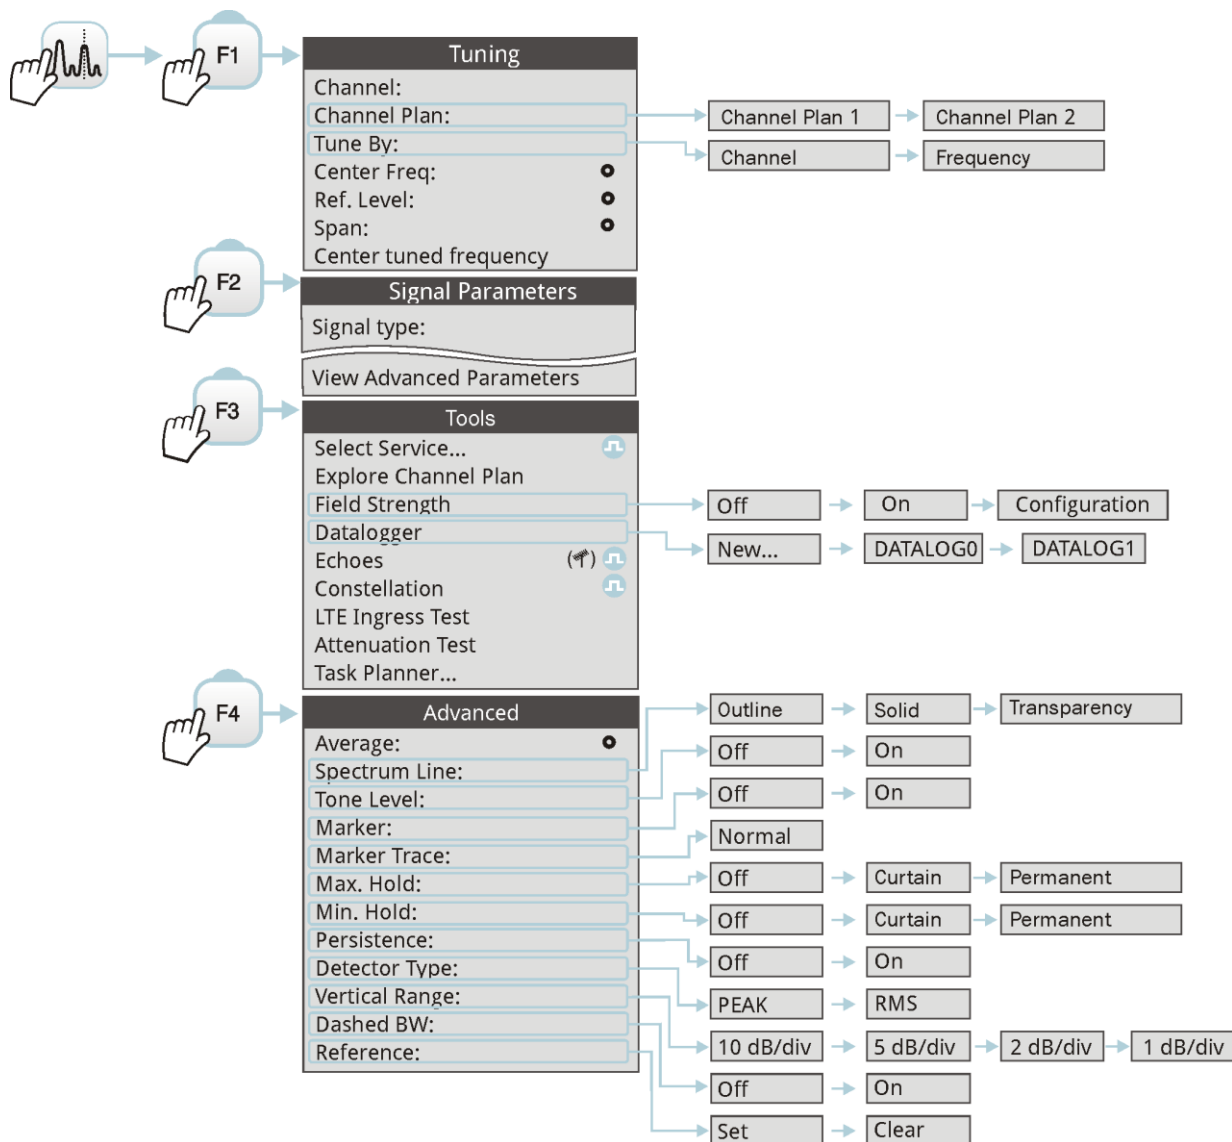 F1
Tuning
Channel:
Channel Plan:
Channel Plan 1
Channel Plan 2
Tune By:
Channel
Frequency
Center Freq:
Ref. Level:
Span:
Center tuned frequency
F2
Signal Parameters
Signal type:
View Advanced Parameters
F3
Tools
Select Service...
Explore Channel Plan
Field Strength
Off
On
Configuration
Datalogger
New...
DATALOG0
DATALOG1
Echoes
Constellation
LTE Ingress Test
Attenuation Test
Task Planner...
F4
Advanced
Average:
Spectrum Line:
Outline
Solid
Transparency
Tone Level:
Off
On
Marker:
Off
On
Marker Trace:
Normal
Max. Hold:
Off
Curtain
Permanent
Min. Hold:
Off
Curtain
Permanent
Persistence:
Off
On
Detector Type:
PEAK
RMS
Vertical Range:
10 dB/div
5 dB/div
2 dB/div
1 dB/div
Dashed BW:
Off
On
Reference:
Set
Clear